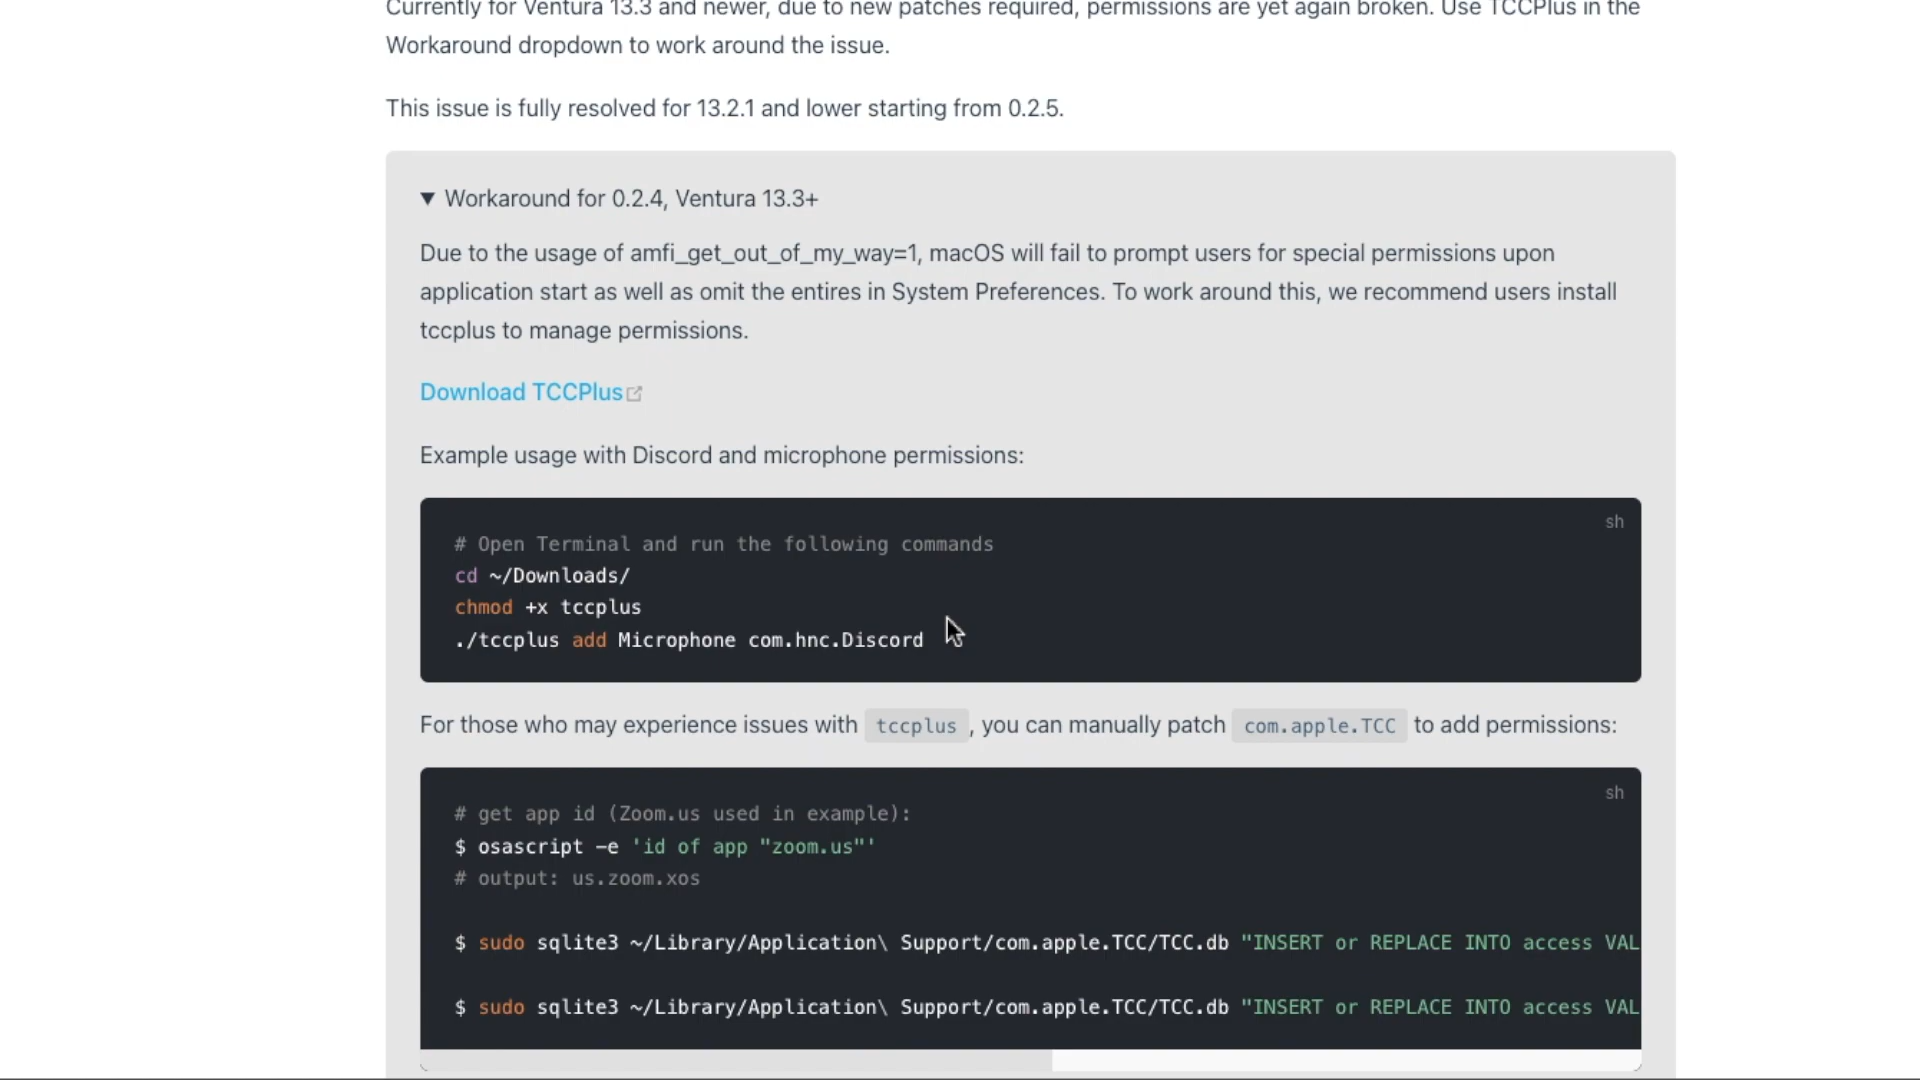 Currently for Ventura 13.3 and newer, due to new patches required, permissions are yet again broken. Use TCCPlus in the
Workaround dropdown to work around the issue.
This issue is fully resolved for 13.2.1 and lower starting from 0.2.5.
▼ Workaround for 0.2.4, Ventura 13.3+
Due to the usage of amfi_get_out_of_my_way=1, macOS will fail to prompt users for special permissions upon
application start as well as omit the entires in System Preferences. To work around this, we recommend users install
tccplus to manage permissions.
Download TCCPlus
Example usage with Discord and microphone permissions:
sh
# Open Terminal and run the following commands
cd ~/Downloads/
chmod +x tccplus
./tccplus add Microphone com.hnc.Discord
For those who may experience issues with tccplus , you can manually patch com.apple.TCC to add permissions:
sh
# get app id (Zoom.us used in example):
$ osascript -e 'id of app "zoom.us"'
# output: us.zoom.xos
$ sudo sqlite3 ~/Library/Application\ Support/com.apple.TCC/TCC.db "INSERT or REPLACE INTO access VAL
$ sudo sqlite3 ~/Library/Application\ Support/com.apple.TCC/TCC.db "INSERT or REPLACE INTO access VAL